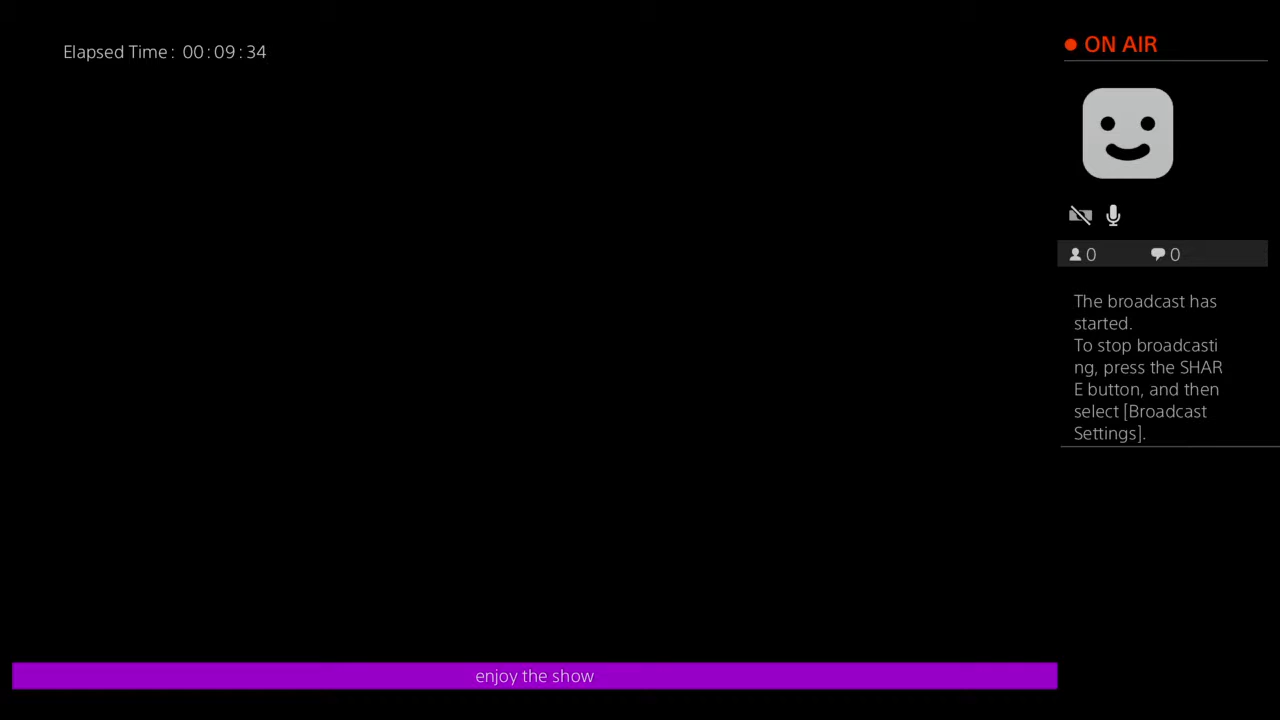 Elapsed Time: 00:09:34
ON AIR
0 0
The broadcast has
started.
To stop broadcasti
ng, press the SHAR
E button, and then
select [Broadcast
Settings].
enjoy the show